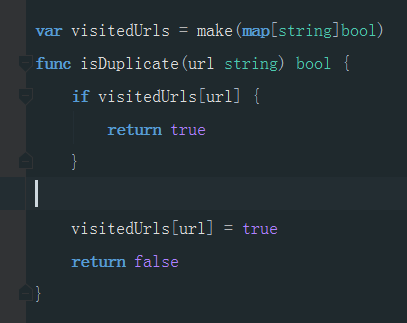 var visitedUrls = make(map[string]bool)
func isDuplicate(url string) bool {
    if visitedUrls[url] {
        return true
    }

    visitedUrls[url] = true
    return false
}